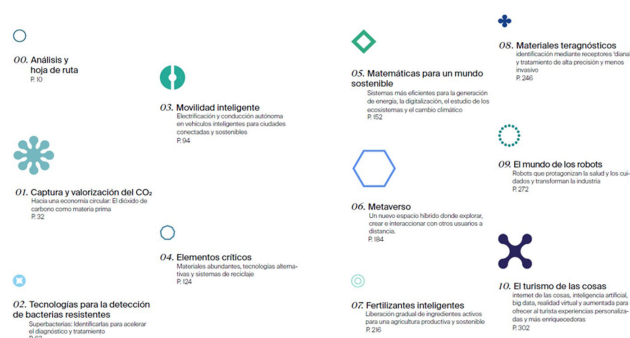 00. Análisis y
hoja de ruta
P. 10
01. Captura y valorización del CO₂
Hacia una economía circular: El dióxido de
carbono como materia prima
P. 32
02. Tecnologías para la detección
de bacterias resistentes
Superbacterias: Identificarlas para acelerar
el diagnóstico y tratamiento
03. Movilidad inteligente
Electrificación y conducción autónoma
en vehículos inteligentes para ciudades
conectadas y sostenibles
P. 94
04. Elementos críticos
Materiales abundantes, tecnologías alterna-
tivas y sistemas de reciclaje
P. 124
05. Matemáticas para un mundo
sostenible
Sistemas más eficientes para la generación
de energía, la digitalización, el estudio de los
ecosistemas y el cambio climático
P. 152
06. Metaverso
Un nuevo espacio híbrido donde explorar,
crear e interaccionar con otros usuarios a
distancia.
P. 184
07. Fertilizantes inteligentes
Liberación gradual de ingredientes activos
para una agricultura productiva y sostenible
P. 216
08. Materiales teragnósticos
identificación mediante receptores 'diana
y tratamiento de alta precisión y menos
invasivo
P. 246
09. El mundo de los robots
Robots que protagonizan la salud y los cui-
dados y transforman la industria
P. 272
10. El turismo de las cosas
internet de las cosas, inteligencia artificial,
big data, realidad virtual y aumentada para
ofrecer al turista experiencias personaliza-
das y más enriquecedoras
P. 302